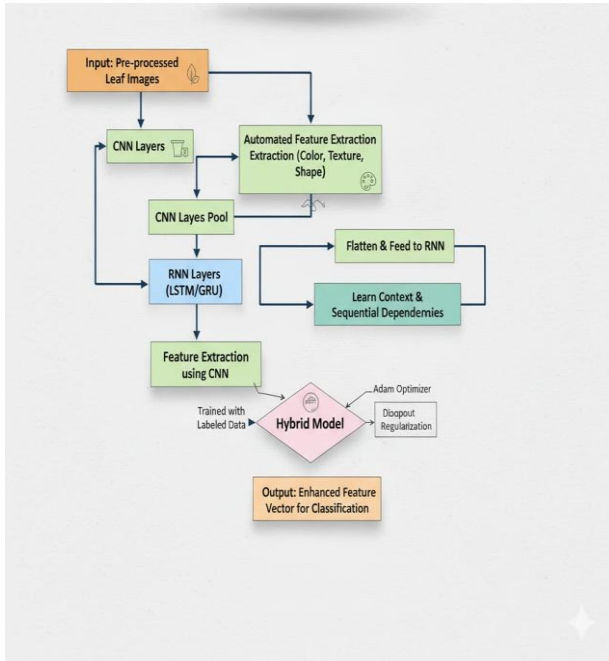 Input: Pre-processed
Leaf Images
CNN Layers
Automated Feature Extraction
Extraction (Color, Texture,
Shape)
CNN Layes Pool
Flatten & Feed to RNN
RNN Layers
(LSTM/GRU)
Learn Context &
Sequential Dependemies
Feature Extraction
using CNN
Adam Optimizer
Trained with
Labeled Data
Hybrid Model
Dioopout
Regularization
Output: Enhanced Feature
Vector for Classification